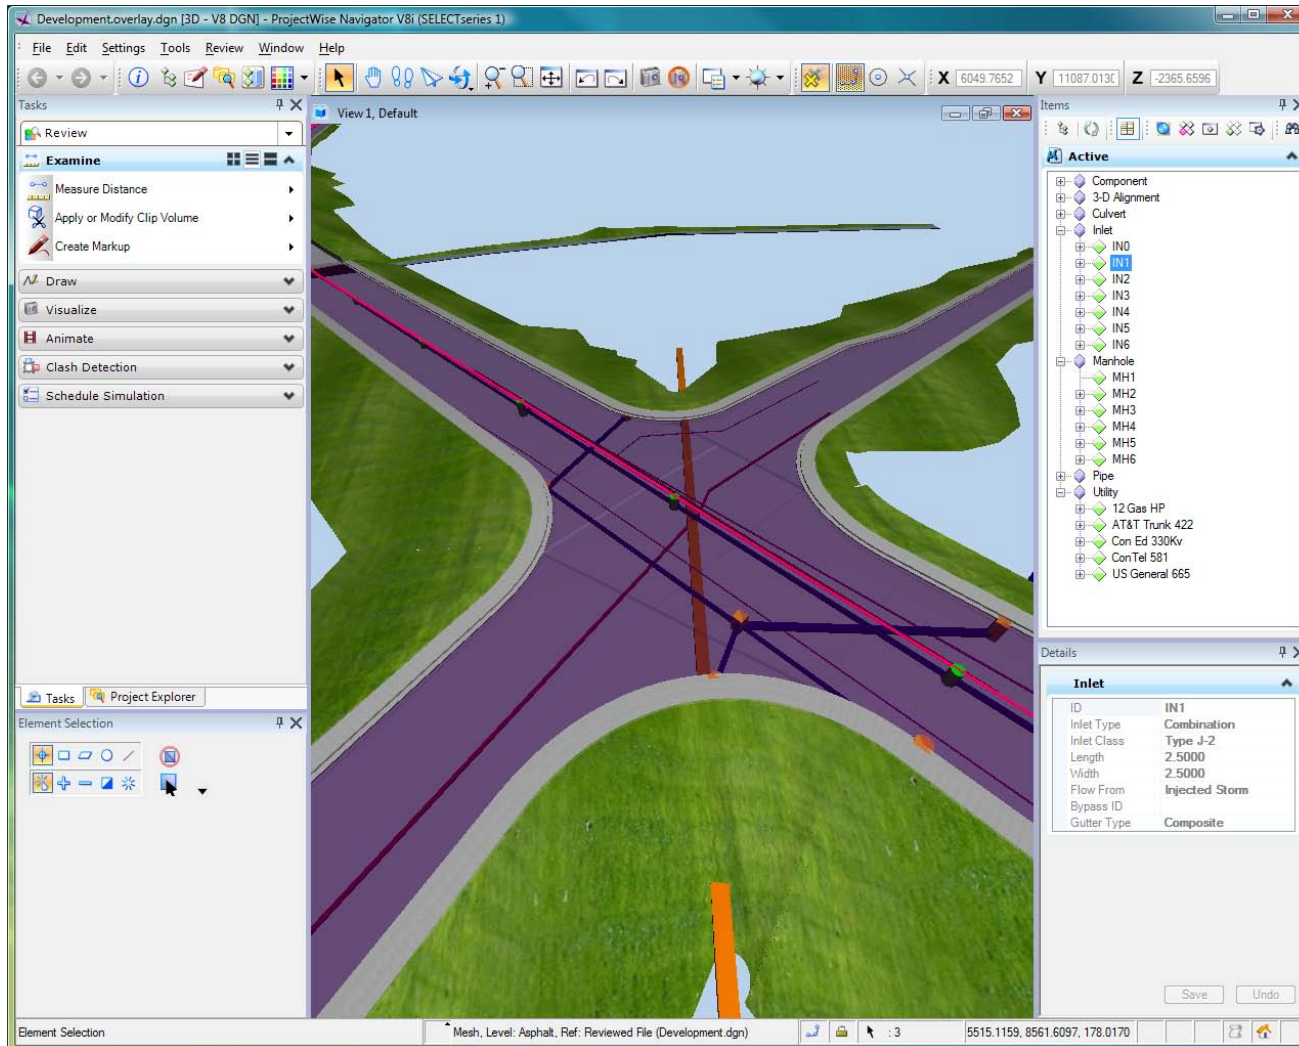 Development.overlay.dgn [3D - V8 DGN] - ProjectWise Navigator V8i (SELECTseries 1)
File Edit Settings Tools Review Window Help
X 6049.7652 Y 11087.013( Z -2365.6596
Tasks
Review
Examine
Measure Distance
Apply or Modify Clip Volume
Create Markup
Draw
Visualize
Animate
Clash Detection
Schedule Simulation
Tasks Project Explorer
Element Selection
View 1, Default
Items
Active
Component
3-D Alignment
Culvert
Inlet
IN0
IN1
IN2
IN3
IN4
IN5
IN6
Manhole
MH1
MH2
MH3
MH4
MH5
MH6
Pipe
Utility
12 Gas HP
AT&T Trunk 422
Con Ed 330Kv
ConTel 581
US General 665
Details
Inlet
ID IN1
Inlet Type Combination
Inlet Class Type J-2
Length 2.5000
Width 2.5000
Flow From Injected Storm
Bypass ID
Gutter Type Composite
Save Undo
Element Selection
Mesh, Level: Asphalt, Ref: Reviewed File (Development.dgn)
: 3
5515.1159, 8561.6097, 178.0170